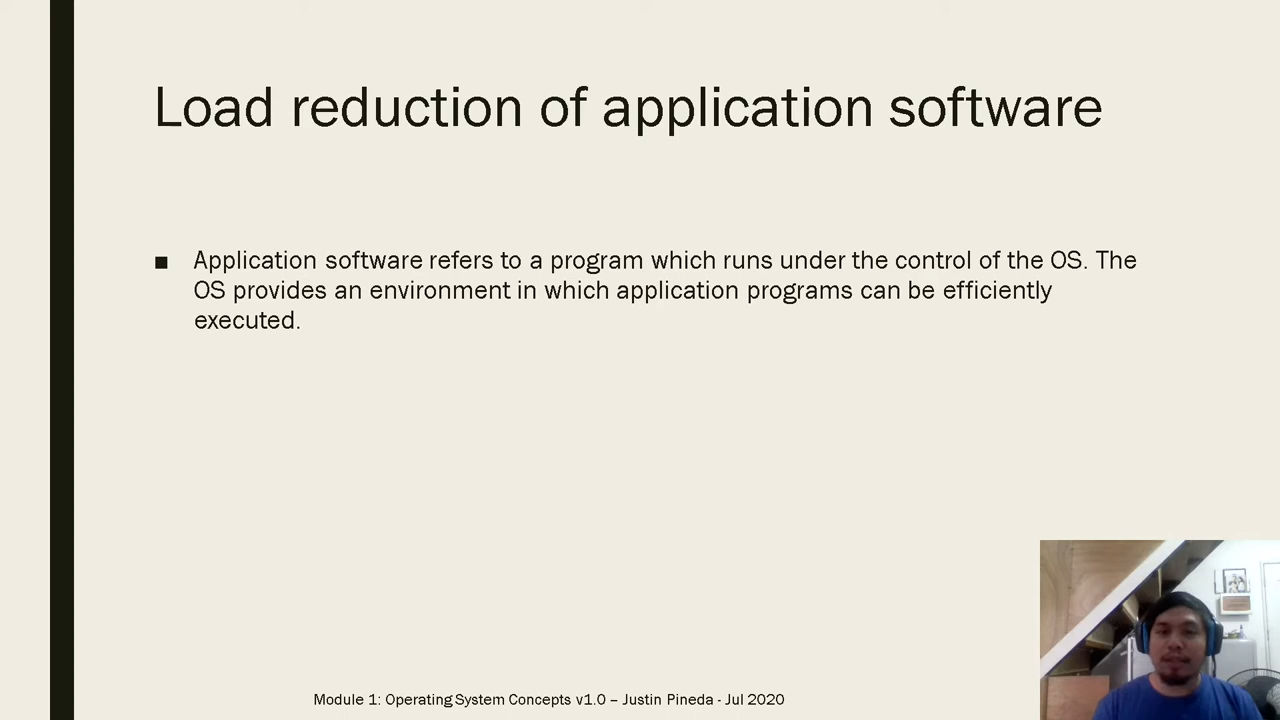 Load reduction of application software
■ Application software refers to a program which runs under the control of the OS. The
OS provides an environment in which application programs can be efficiently
executed.
Module 1: Operating System Concepts v1.0 – Justin Pineda - Jul 2020